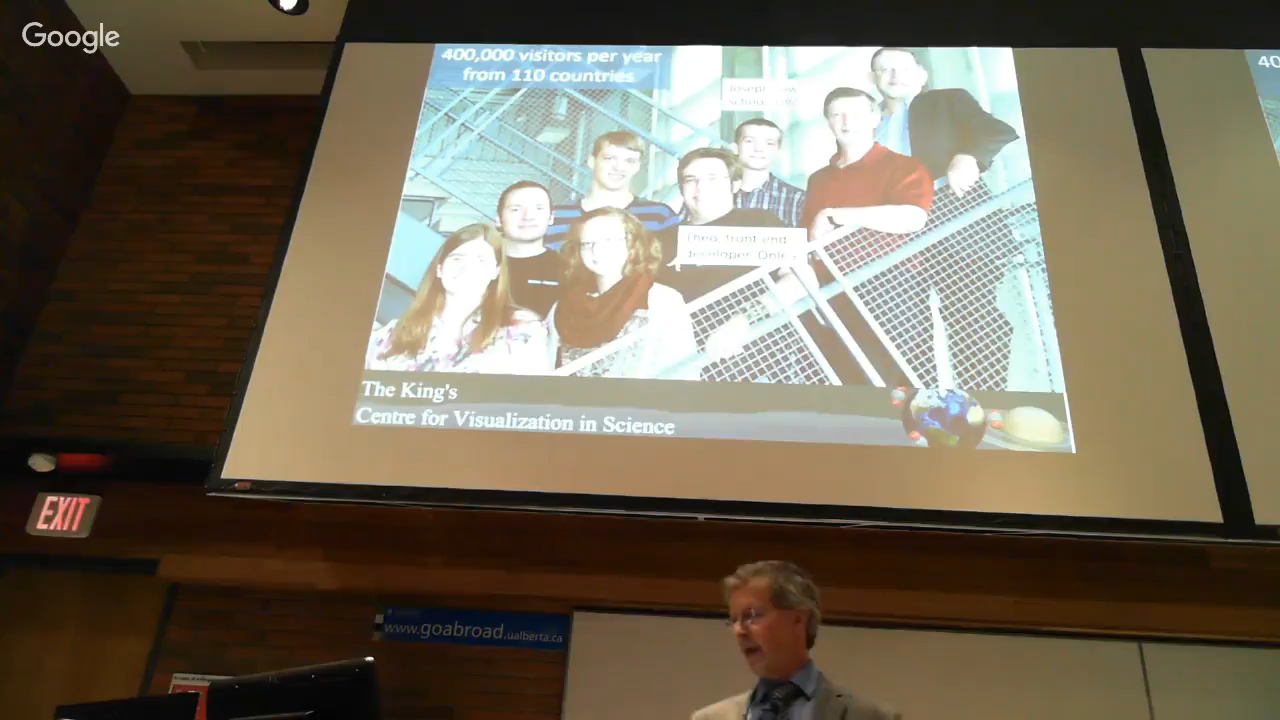 Google
400,000 visitors per year
from 110 countries
40
Theo, front end
developer
The King's
Centre for Visualization in Science
EXIT
www.goabroad.ualberta.ca